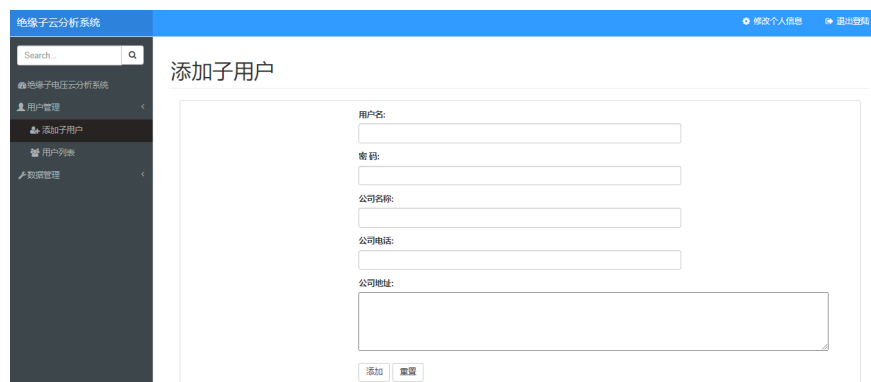 绝缘子云分析系统
修改个人信息 退出登陆
Search...
绝缘子电压云分析系统
用户管理
添加子用户
用户列表
数据管理
添加子用户
用户名:
密 码:
公司名称:
公司电话:
公司地址:
添加 重置